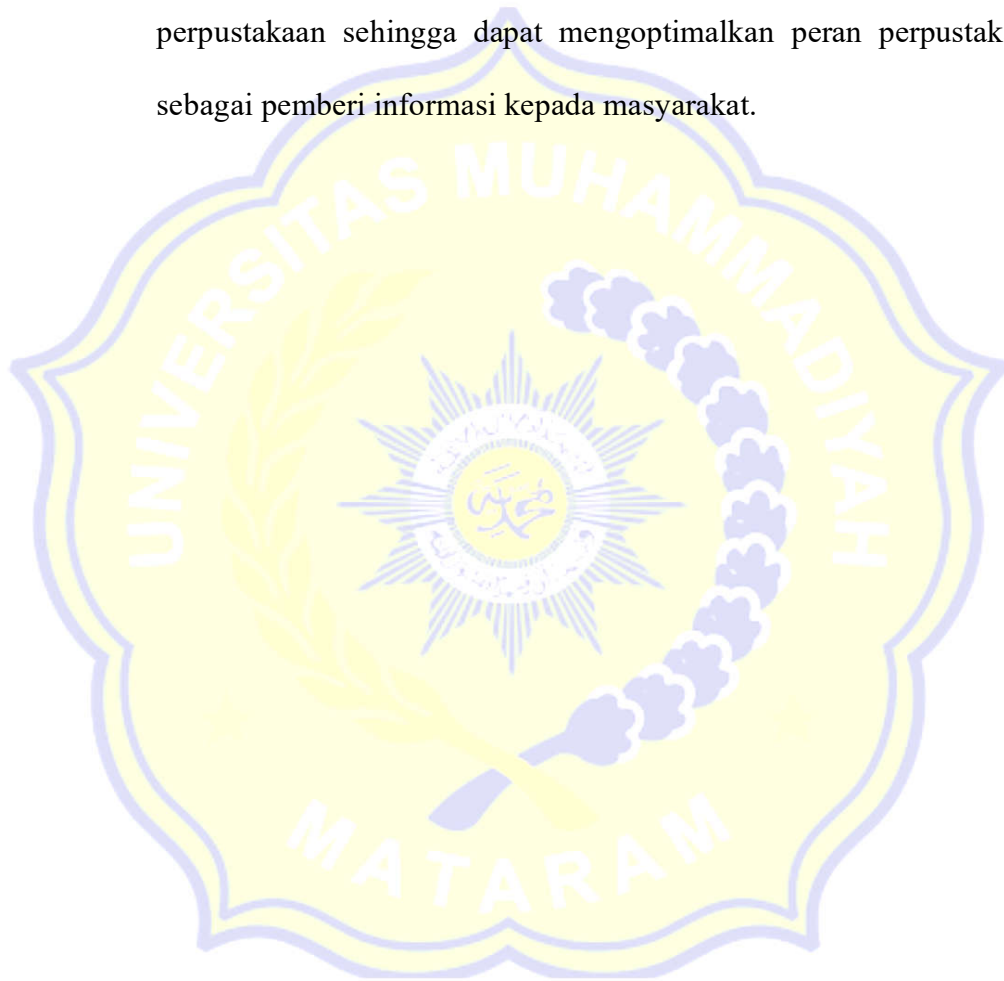 perpustakaan sehingga dapat mengoptimalkan peran perpustak
sebagai pemberi informasi kepada masyarakat.
UNIVERSITAS MUHAMMADIYAH
MATARAM